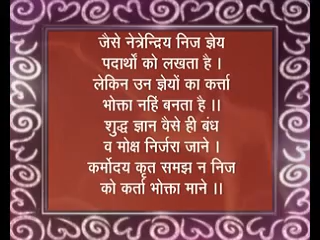 जैसे नेत्रेन्द्रिय निज ज्ञेय
पदार्थों को लखता है ।
लेकिन उन ज्ञेयों का कर्त्ता
भोक्ता नहिं बनता है ।।
शुद्ध ज्ञान वैसे ही बंध
व मोक्ष निर्जरा जाने ।
कर्मोदय कृत समझ न निज
को कर्ता भोक्ता माने ।।